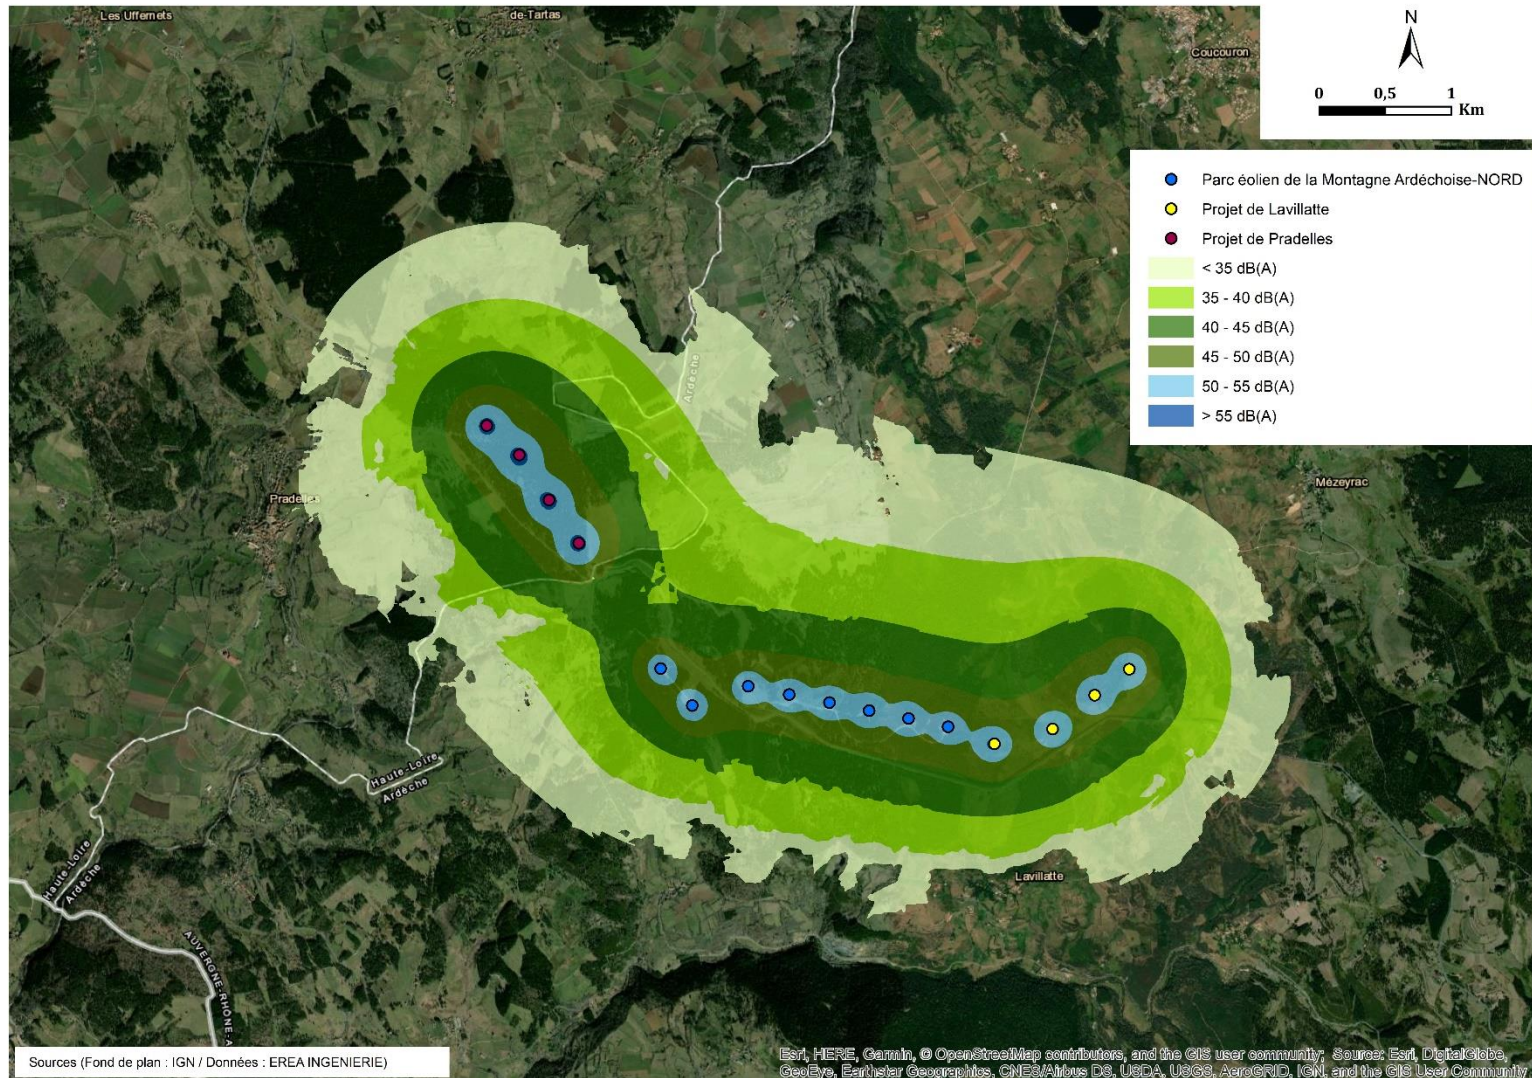 Les Uffernets
de-Tartas
Coucouron
N
0 0,5 1
Km
Parc éolien de la Montagne Ardéchoise-NORD
Projet de Lavillatte
Projet de Pradelles
< 35 dB(A)
35 - 40 dB(A)
40 - 45 dB(A)
45 - 50 dB(A)
50 - 55 dB(A)
> 55 dB(A)
Ardèche
Mézeyrac
Pradelles
Haute-Loire
Ardèche
Haute-Loire
Ardèche
Lavillatte
AUVERGNE-RHÔNE-A
Sources (Fond de plan : IGN / Données : EREA INGENIERIE)
Esri, HERE, Garmin, © OpenStreetMap contributors, and the GIS user community; Source: Esri, DigitalGlobe,
GeoEye, Earthstar Geographics, CNES/Airbus DS, USDA, USGS, AeroGRID, IGN, and the GIS User Community